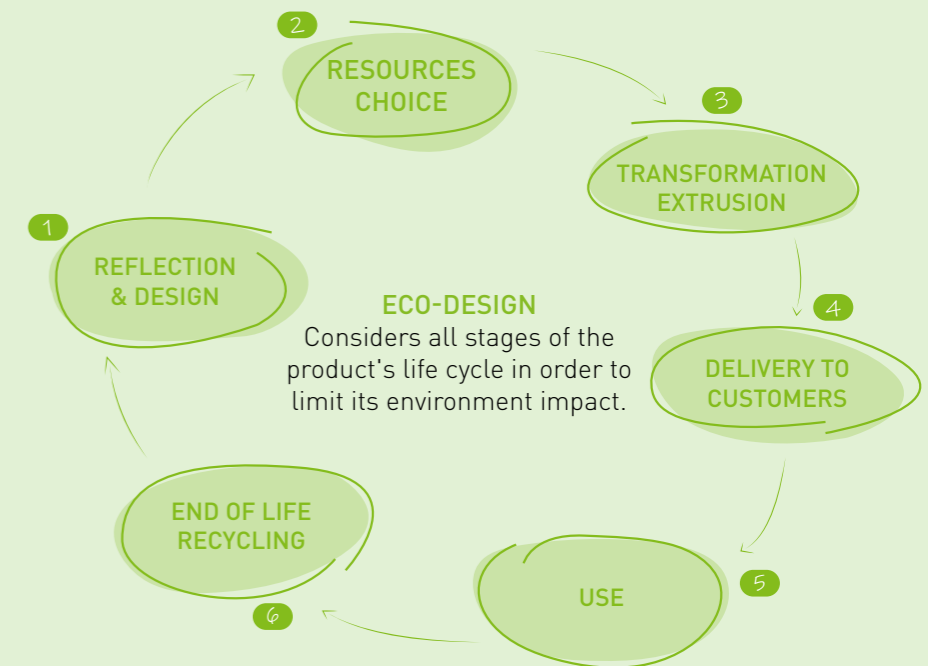 2
RESOURCES
CHOICE
3
TRANSFORMATION
EXTRUSION
1
REFLECTION
& DESIGN
ECO-DESIGN
Considers all stages of the
product's life cycle in order to
limit its environment impact.
4
DELIVERY TO
CUSTOMERS
END OF LIFE
RECYCLING
6
USE
5